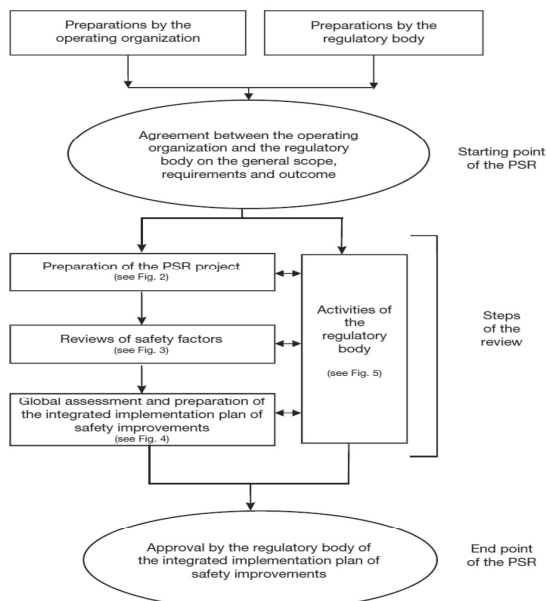 Preparations by the
operating organization
Preparations by the
regulatory body
Agreement between the operating
organization and the regulatory
body on the general scope,
requirements and outcome
Starting point
of the PSR
Preparation of the PSR project
(see Fig. 2)
Reviews of safety factors
(see Fig. 3)
Global assessment and preparation of
the integrated implementation plan of
safety improvements
(see Fig. 4)
Activities of
the
regulatory
body
(see Fig. 5)
Steps
of the
review
Approval by the regulatory body of
the integrated implementation plan of
safety improvements
End point
of the PSR